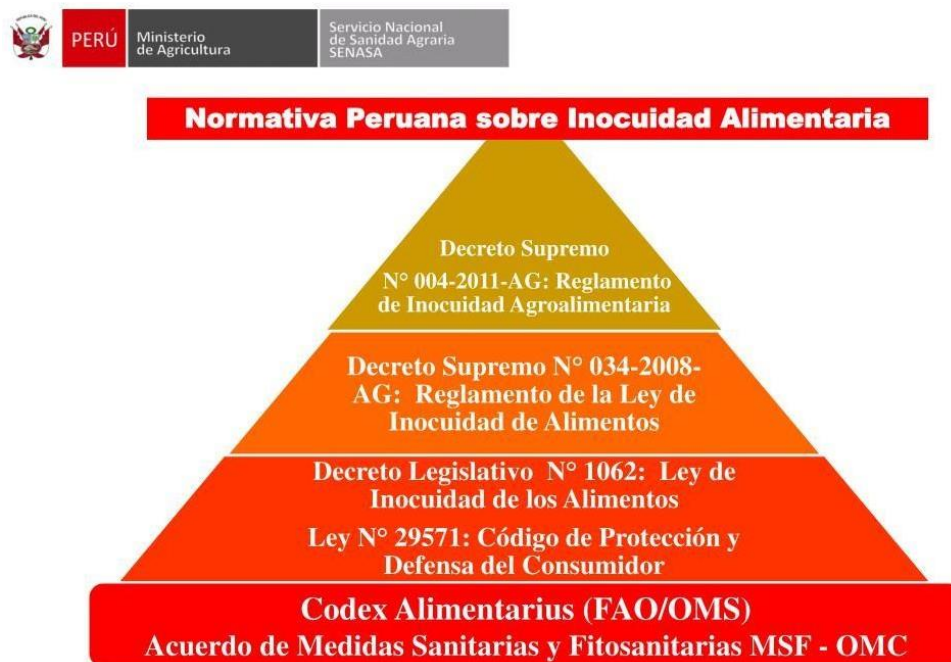 PERÚ
Ministerio
de Agricultura
Servicio Nacional
de Sanidad Agraria
SENASA
Normativa Peruana sobre Inocuidad Alimentaria
Decreto Supremo
N° 004-2011-AG: Reglamento
de Inocuidad Agroalimentaria
Decreto Supremo N° 034-2008-
AG: Reglamento de la Ley de
Inocuidad de Alimentos
Decreto Legislativo N° 1062: Ley de
Inocuidad de los Alimentos
Ley N° 29571: Código de Protección y
Defensa del Consumidor
Codex Alimentarius (FAO/OMS)
Acuerdo de Medidas Sanitarias y Fitosanitarias MSF - OMC